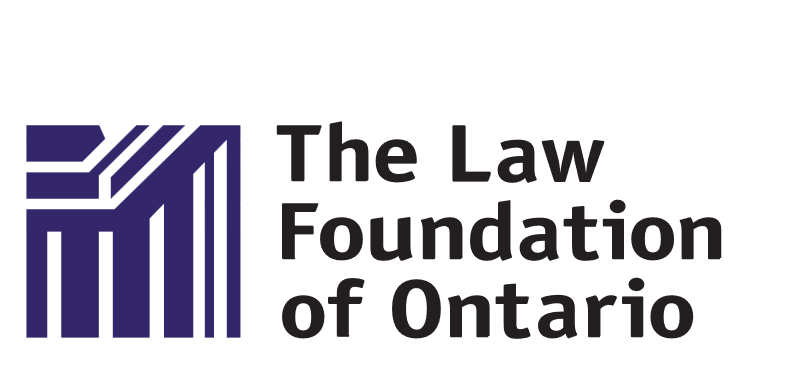 The Law
Foundation
of Ontario